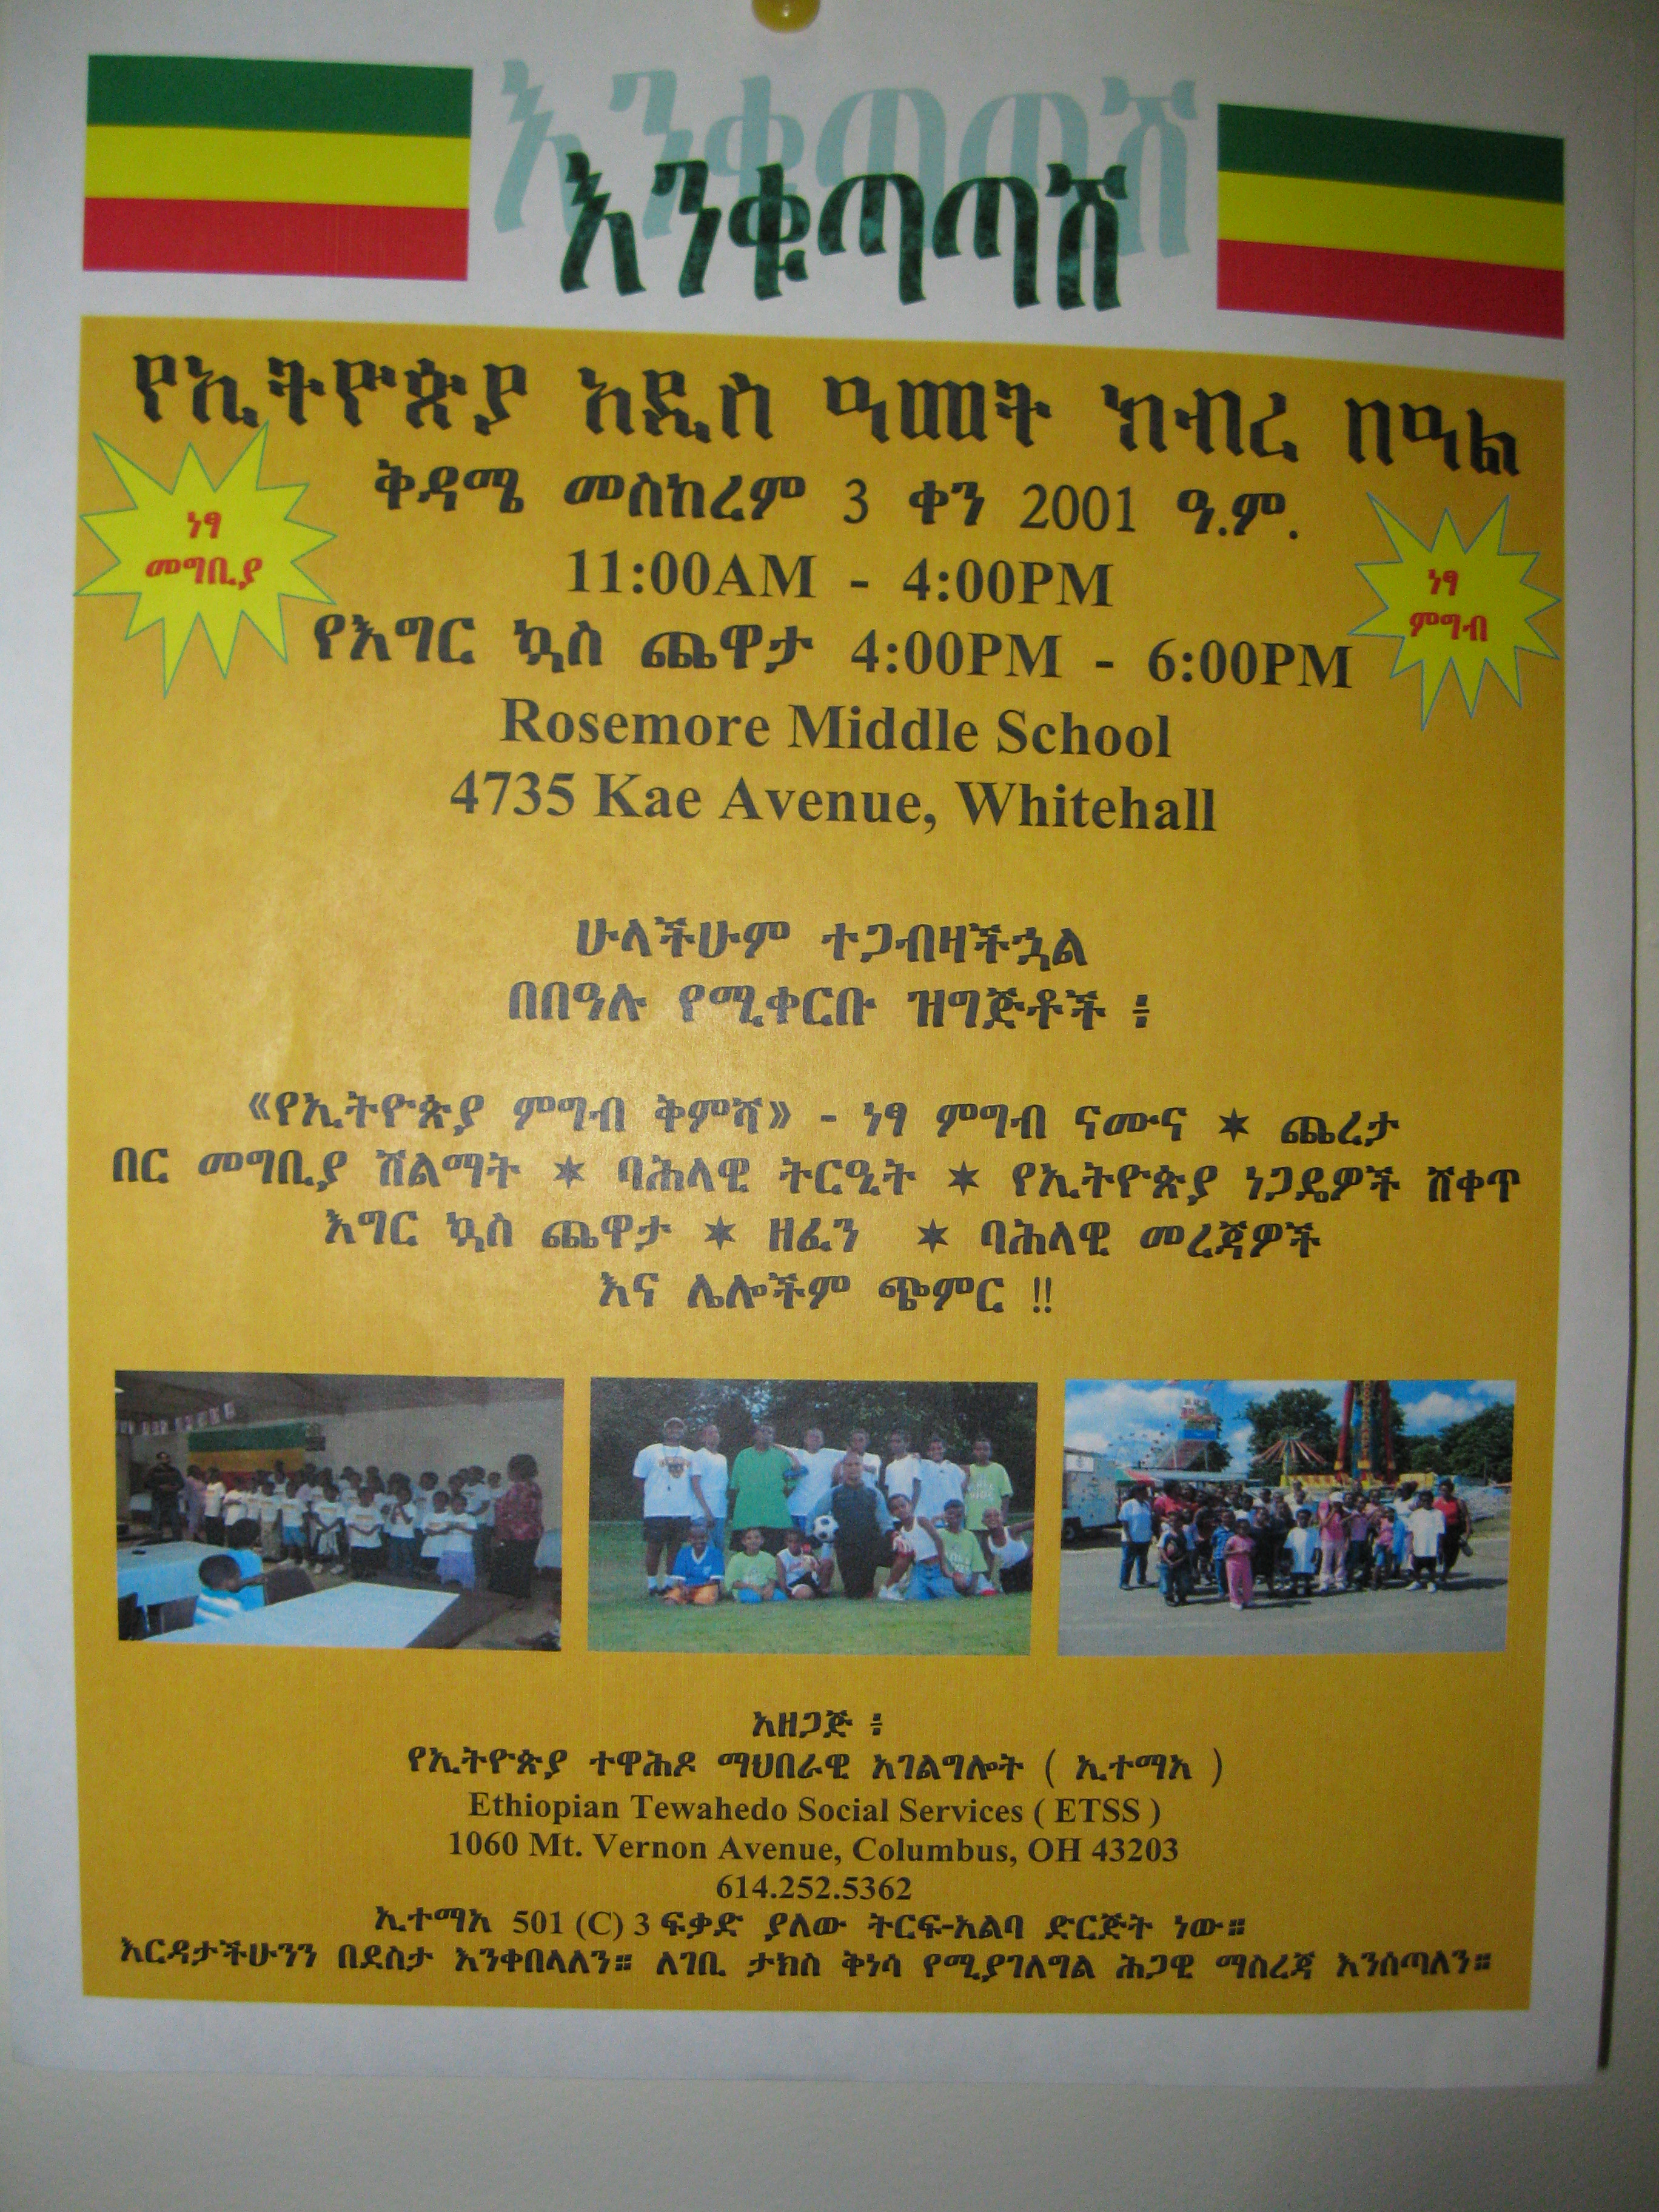 እንቁጣጣሽ
የኢትዮጵያ አዲስ ዓመት ክብረ በዓል
ቅዳሜ መስከረም 3 ቀን 2001 ዓ.ም.
11:00AM - 4:00PM
የእግር ኳስ ጨዋታ 4:00PM - 6:00PM
ነፃ
መግቢያ
ነፃ
ምግብ
Rosemore Middle School
4735 Kae Avenue, Whitehall
ሁላችሁም ተጋብዛችኋል
በበዓሉ የሚቀርቡ ዝግጅቶች ፥
«የኢትዮጵያ ምግብ ቅምሻ» - ነፃ ምግብ ናሙና ✶ ጨረታ
በር መግቢያ ሽልማት ✶ ባሕላዊ ትርዒት ✶ የኢትዮጵያ ነጋዴዎች ሽቀጥ
እግር ኳስ ጨዋታ ✶ ዘፈን ✶ ባሕላዊ መረጃዎች
እና ሌሎችም ጭምር !!
አዘጋጅ ፥
የኢትዮጵያ ተዋሕዶ ማህበራዊ አገልግሎት ( ኢተማአ )
Ethiopian Tewahedo Social Services ( ETSS )
1060 Mt. Vernon Avenue, Columbus, OH 43203
614.252.5362
ኢተማአ 501 (C) 3 ፍቃድ ያለው ትርፍ-አልባ ድርጅት ነው።
እርዳታችሁንን በደስታ እንቀበላለን። ለገቢ ታክስ ቅነሳ የሚያገለግል ሕጋዊ ማስረጃ እንሰጣለን።